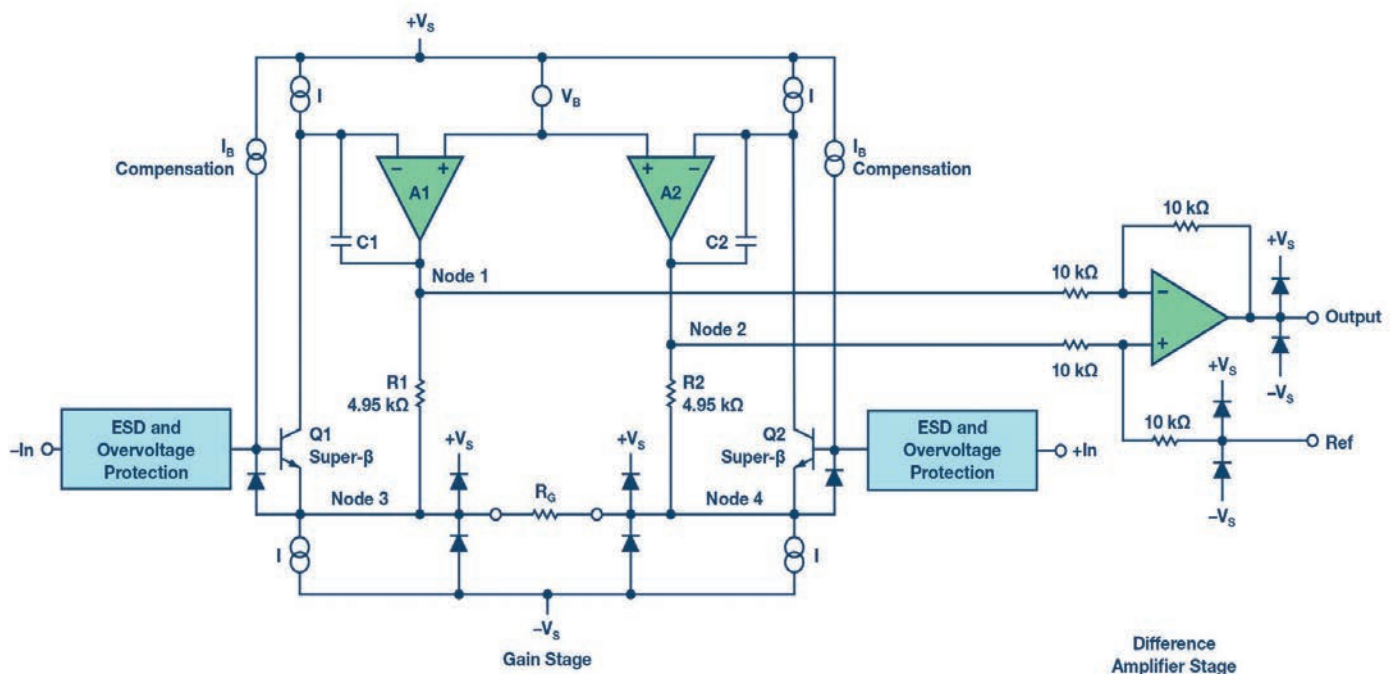 +VS
I
VB
I
IB
Compensation
IB
Compensation
− +
+ −
A1
A2
10 kΩ
+VS
C1
C2
Node 1
10 kΩ
−
Output
Node 2
+
10 kΩ
+VS
−VS
R1
4.95 kΩ
R2
4.95 kΩ
ESD and
Overvoltage
Protection
–In
Q1
Super-β
+VS
+VS
Q2
Super-β
ESD and
Overvoltage
Protection
+In
10 kΩ
Ref
Node 3
RG
Node 4
−VS
I
I
–VS
Gain Stage
Difference
Amplifier Stage